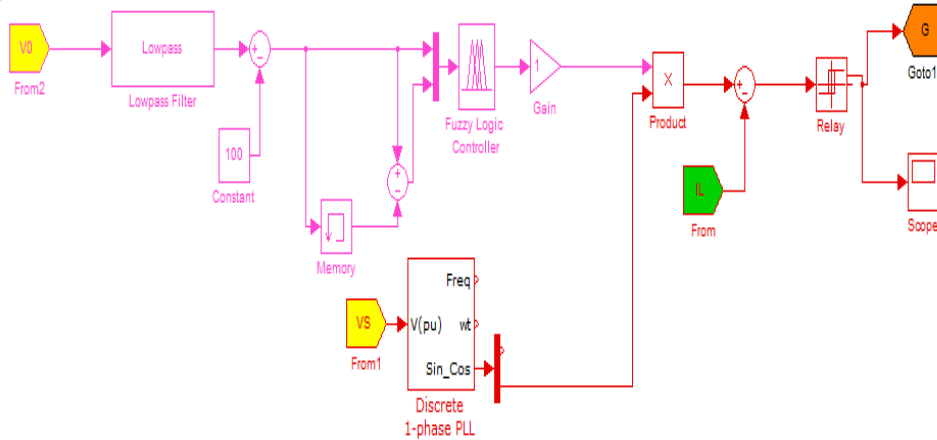 V0
From2
Lowpass
Lowpass Filter
+
−
100
Constant
Memory
+
−
Fuzzy Logic
Controller
1
Gain
X
Product
+
−
IL
From
Relay
G
Goto1
Scope
VS
From1
V(pu)
Freq
wt
Sin_Cos
Discrete
1-phase PLL